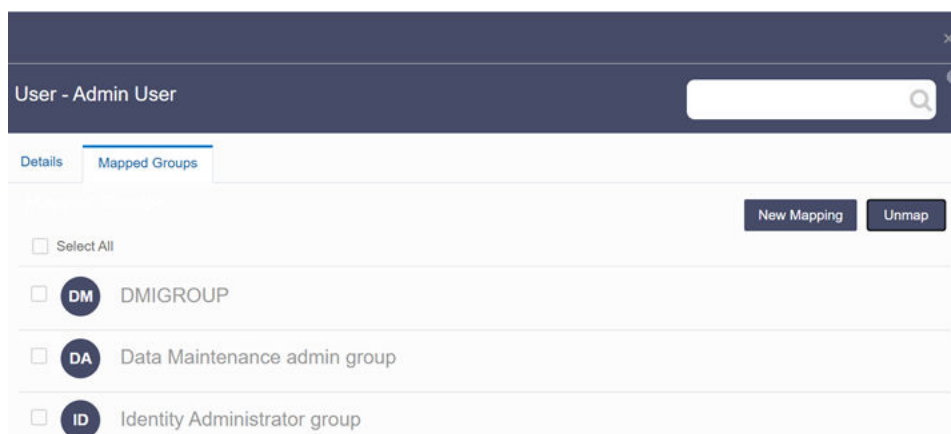 User - Admin User
Details Mapped Groups
New Mapping Unmap
Select All
DM DMIGROUP
DA Data Maintenance admin group
ID Identity Administrator group